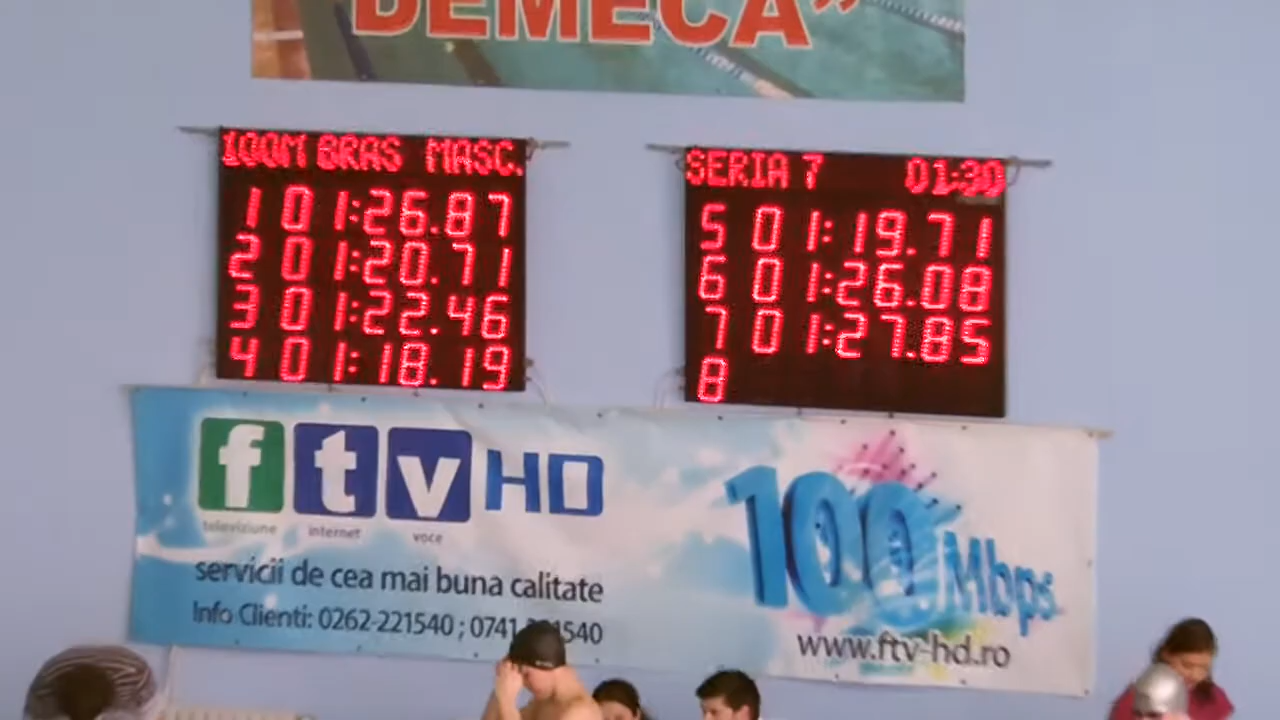 DEMECA”
100M BRAS MASC.
1 0 1:26.87
2 0 1:20.71
3 0 1:22.46
4 0 1:18.19
SERIA 7 01:30
5 0 1:19.71
6 0 1:26.08
7 0 1:27.85
8
ftv HD
televiziune internet voce
servicii de cea mai buna calitate
Info Clienti: 0262-221540 ; 0741 1540
100 Mbps
www.ftv-hd.ro